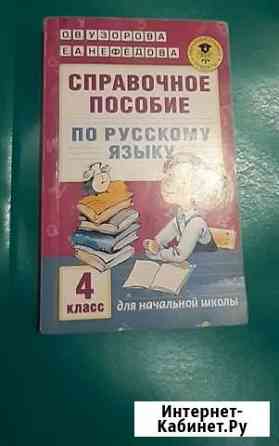 О.В. УЗОРОВА
Е.А. НЕФЕДОВА
СПРАВОЧНОЕ
ПОСОБИЕ
ПО РУССКОМУ
ЯЗЫКУ
4
класс
для начальной школы
Интернет-
Кабинет.Ру